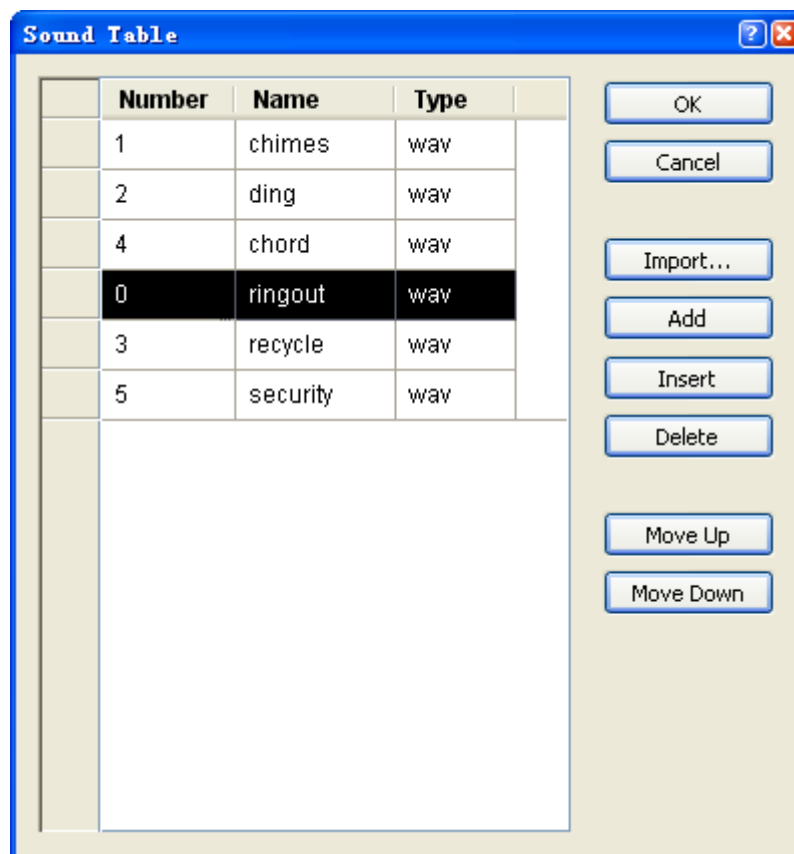 Sound Table
Number Name Type
1 chimes wav
2 ding wav
4 chord wav
0 ringout wav
3 recycle wav
5 security wav
OK
Cancel
Import...
Add
Insert
Delete
Move Up
Move Down